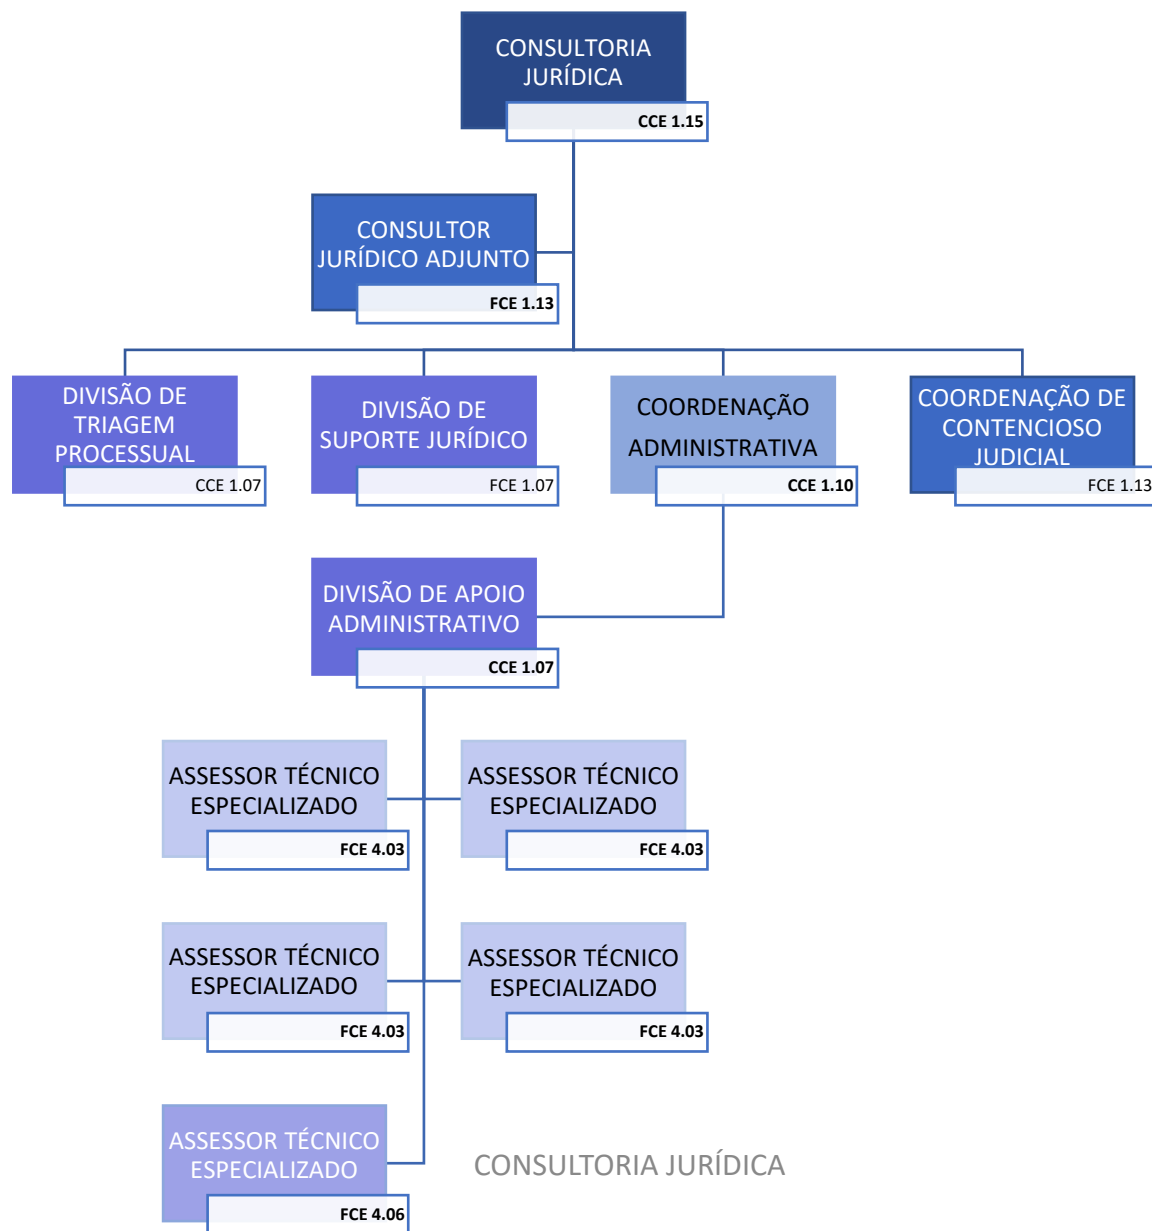 CONSULTORIA
JURÍDICA
CCE 1.15
CONSULTOR
JURÍDICO ADJUNTO
FCE 1.13
DIVISÃO DE
TRIAGEM
PROCESSUAL
CCE 1.07
DIVISÃO DE
SUPORTE JURÍDICO
FCE 1.07
COORDENAÇÃO
ADMINISTRATIVA
CCE 1.10
COORDENAÇÃO DE
CONTENCIOSO
JUDICIAL
FCE 1.13
DIVISÃO DE APOIO
ADMINISTRATIVO
CCE 1.07
ASSESSOR TÉCNICO
ESPECIALIZADO
FCE 4.03
ASSESSOR TÉCNICO
ESPECIALIZADO
FCE 4.03
ASSESSOR TÉCNICO
ESPECIALIZADO
FCE 4.03
ASSESSOR TÉCNICO
ESPECIALIZADO
FCE 4.03
ASSESSOR TÉCNICO
ESPECIALIZADO
FCE 4.06
CONSULTORIA JURÍDICA